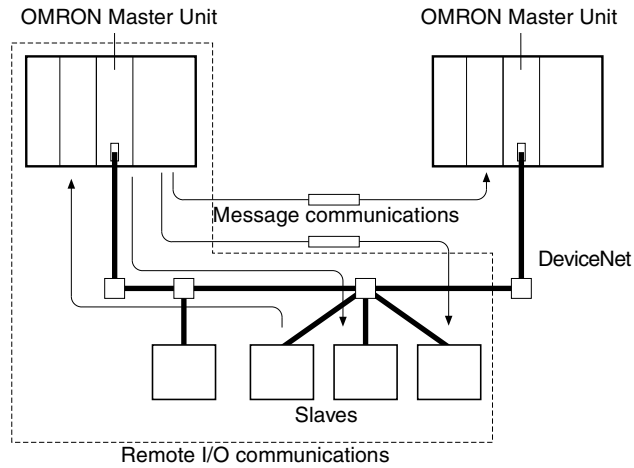 OMRON Master Unit
OMRON Master Unit
Message communications
DeviceNet
Slaves
Remote I/O communications